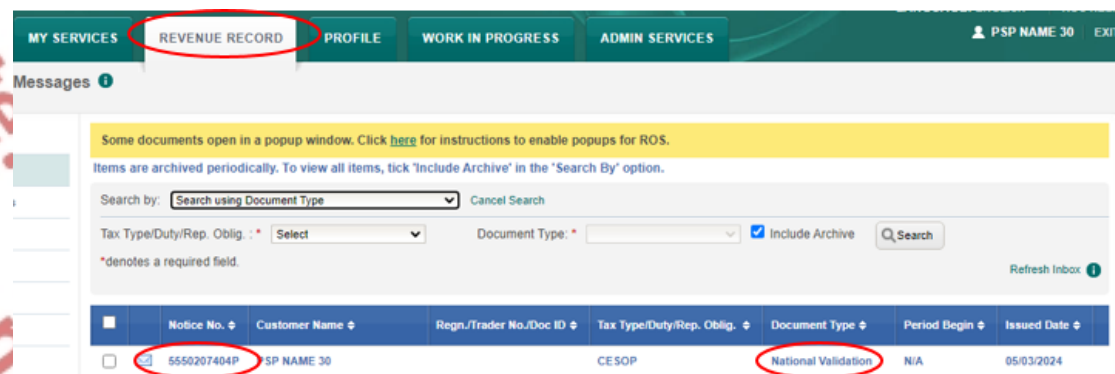 MY SERVICES REVENUE RECORD PROFILE WORK IN PROGRESS ADMIN SERVICES PSP NAME 30 EXIT
Messages
Some documents open in a popup window. Click here for instructions to enable popups for ROS.
Items are archived periodically. To view all items, tick 'Include Archive' in the 'Search By' option.
Search by: Search using Document Type Cancel Search
Tax Type/Duty/Rep. Oblig. : * Select Document Type: * Include Archive Search
*denotes a required field.
Refresh Inbox
Notice No. Customer Name Regn./Trader No./Doc ID Tax Type/Duty/Rep. Oblig. Document Type Period Begin Issued Date
5550207404P PSP NAME 30 CESOP National Validation N/A 05/03/2024